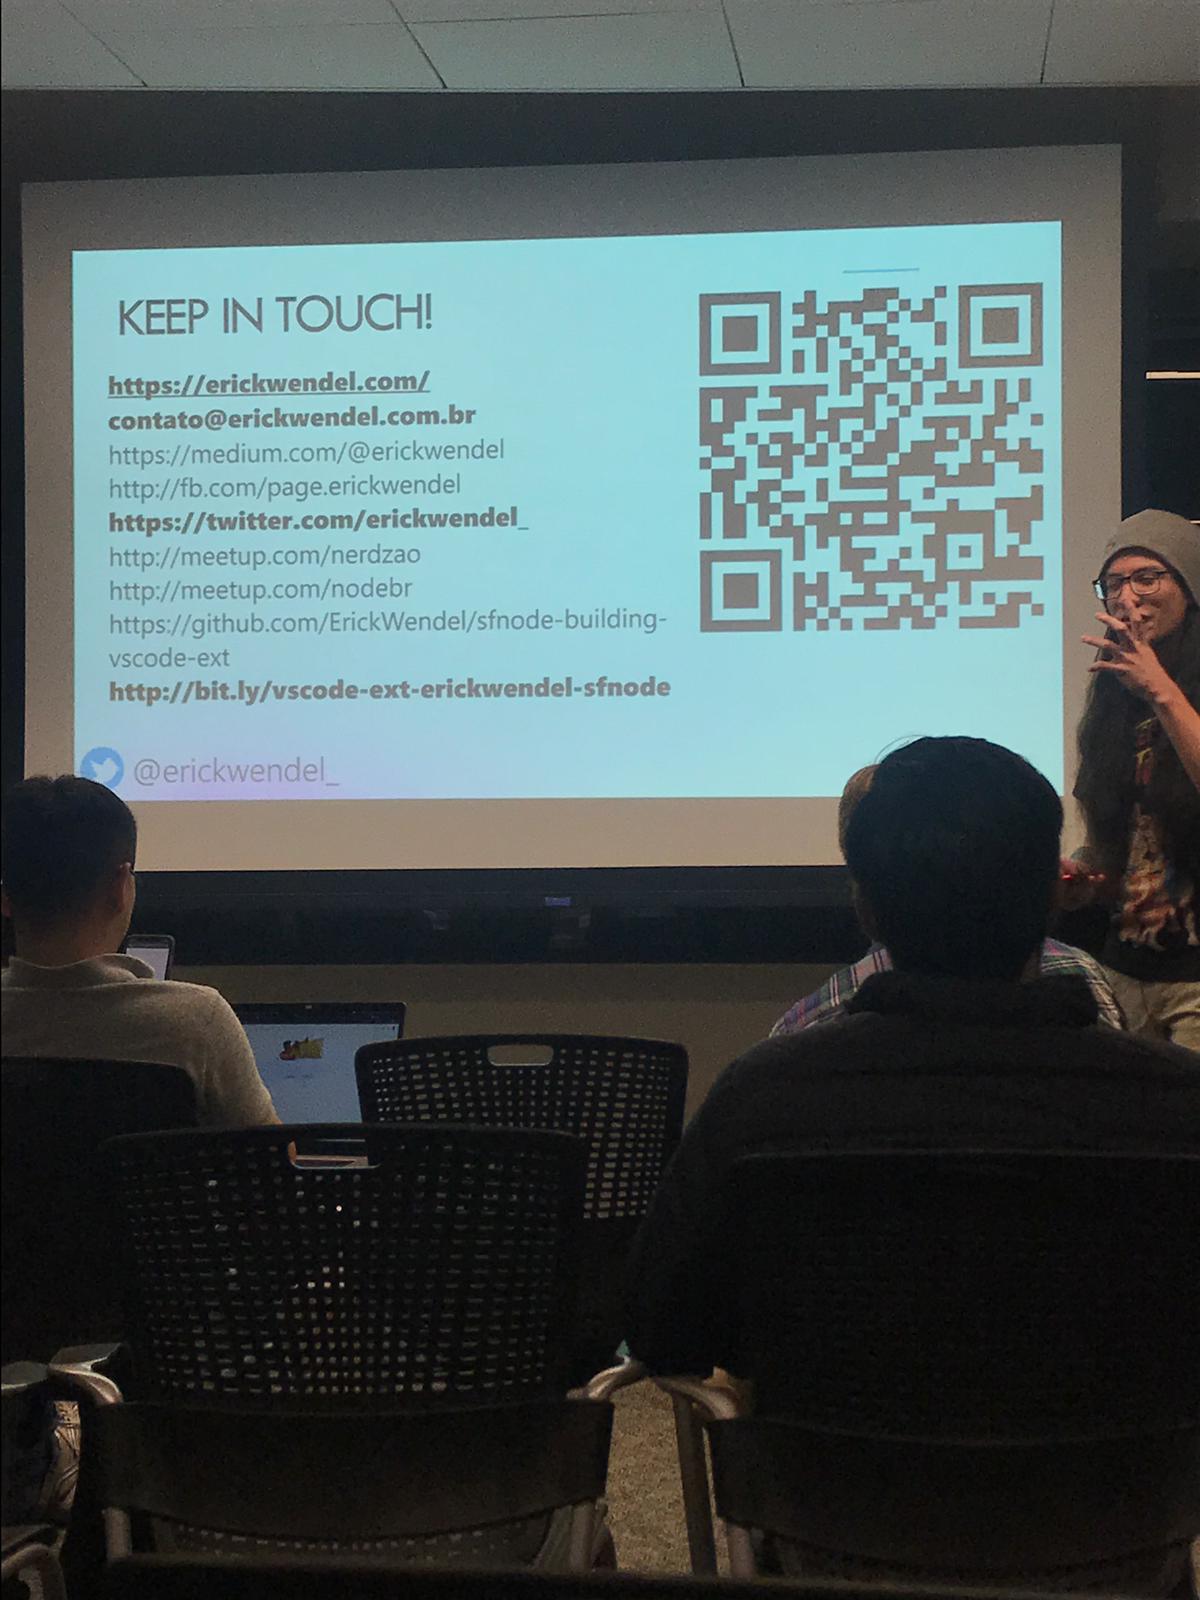 KEEP IN TOUCH!
https://erickwendel.com/
contato@erickwendel.com.br
https://medium.com/@erickwendel
http://fb.com/page.erickwendel
https://twitter.com/erickwendel_
http://meetup.com/nerdzao
http://meetup.com/nodebr
https://github.com/ErickWendel/sfnode-building-
vscode-ext
http://bit.ly/vscode-ext-erickwendel-sfnode
@erickwendel_